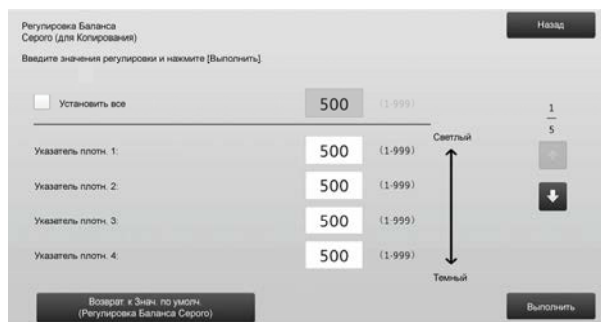 Регулировка Баланса
Серого (для Копирования)
Назад
Введите значения регулировки и нажмите [Выполнить]
Установить все 500 (1-999)
1
5
Светлый
Указатель плотн. 1: 500 (1-999)
Указатель плотн. 2: 500 (1-999)
Указатель плотн. 3: 500 (1-999)
Указатель плотн. 4: 500 (1-999)
Темный
Возврат к Знач. по умолч.
(Регулировка Баланса Серого)
Выполнить